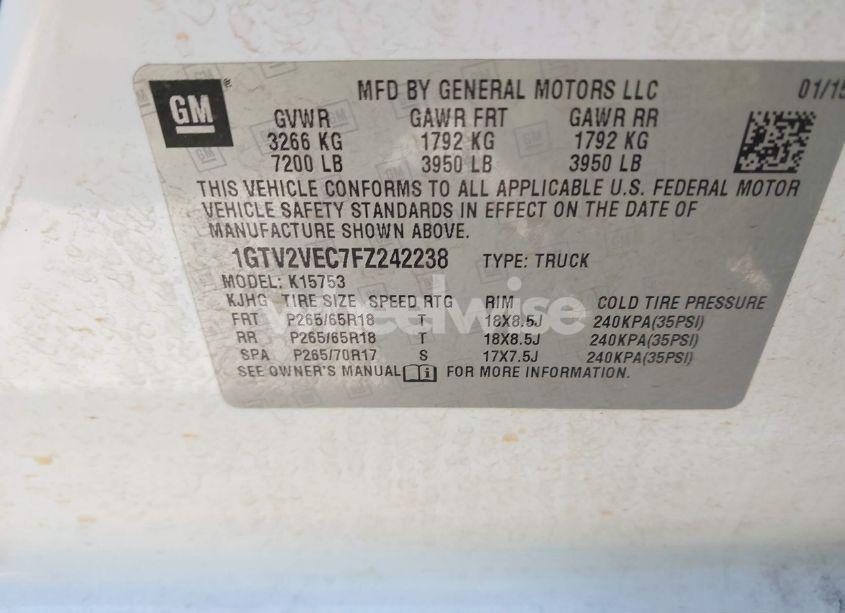 GM
MFD BY GENERAL MOTORS LLC 01/15
GVWR GAWR FRT GAWR RR
3266 KG 1792 KG 1792 KG
7200 LB 3950 LB 3950 LB
THIS VEHICLE CONFORMS TO ALL APPLICABLE U.S. FEDERAL MOTOR
VEHICLE SAFETY STANDARDS IN EFFECT ON THE DATE OF
MANUFACTURE SHOWN ABOVE.
1GTV2VEC7FZ242238 TYPE: TRUCK
MODEL: K15753
KJHG TIRE SIZE SPEED RTG RIM COLD TIRE PRESSURE
FRT P265/65R18 T 18X8.5J 240KPA(35PSI)
RR P265/65R18 T 18X8.5J 240KPA(35PSI)
SPA P265/70R17 S 17X7.5J 240KPA(35PSI)
SEE OWNER'S MANUAL FOR MORE INFORMATION.
wheelwise